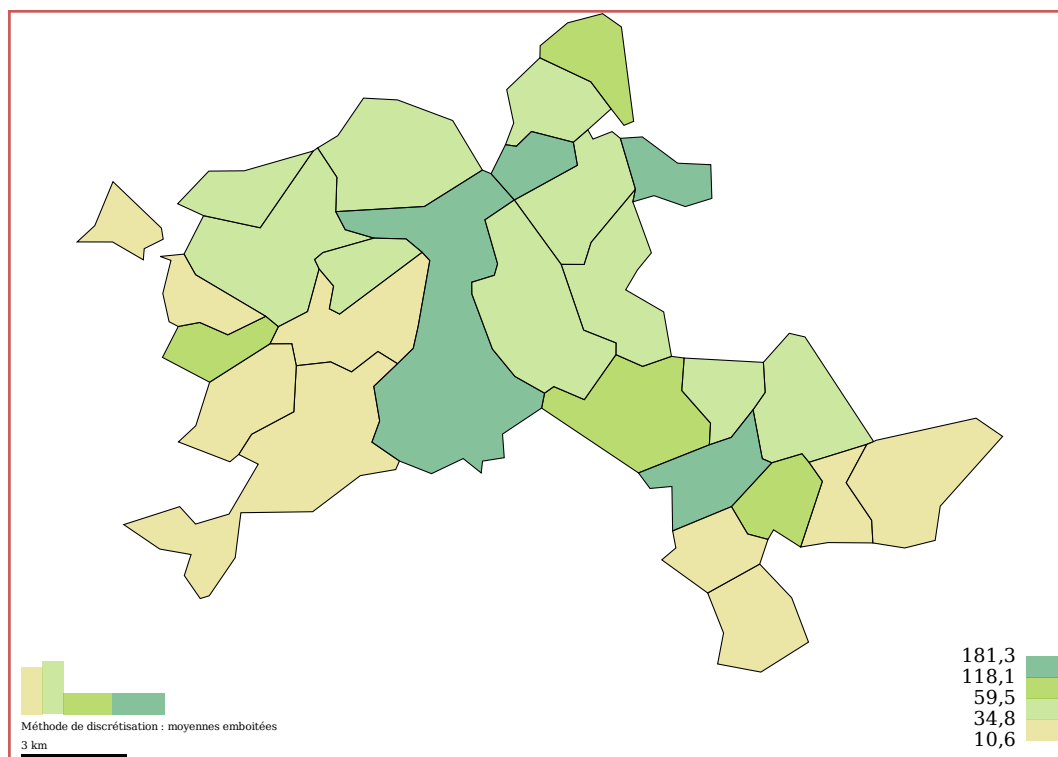 181,3
118,1
59,5
34,8
10,6
Méthode de discrétisation : moyennes emboitées
3 km